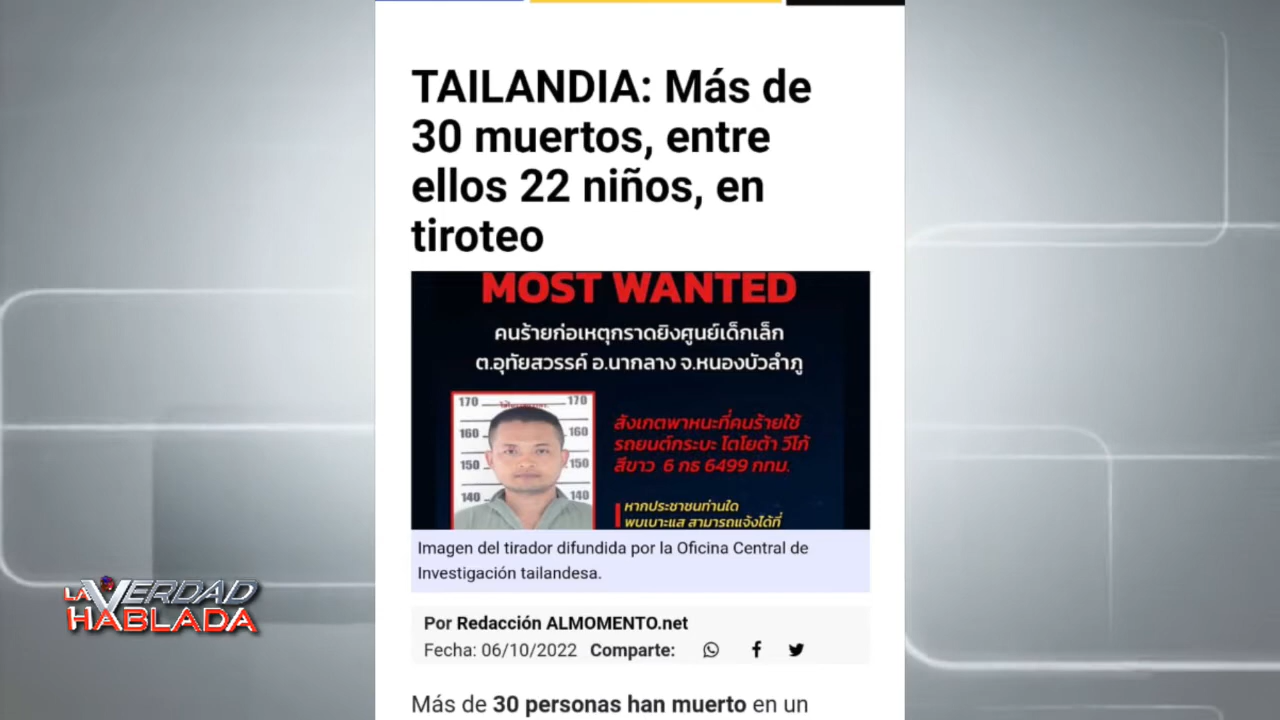 TAILANDIA: Más de
30 muertos, entre
ellos 22 niños, en
tiroteo
MOST WANTED
คนร้ายก่อเหตุกราดยิงศูนย์เด็กเล็ก
ต.อุทัยสวรรค์ อ.นากลาง จ.หนองบัวลำภู
170 170
160 160
150 150
140 140
สังเกตพาหนะที่คนร้ายใช้
รถยนต์กระบะ โตโยต้า วีโก้
สีขาว 6 กธ 6499 กทม.
หากประชาชนท่านใด
พบเบาะแส สามารถแจ้งได้ที่
Imagen del tirador difundida por la Oficina Central de
Investigación tailandesa.
Por Redacción ALMOMENTO.net
Fecha: 06/10/2022 Comparte:
Más de 30 personas han muerto en un
LA VERDAD
HABLADA